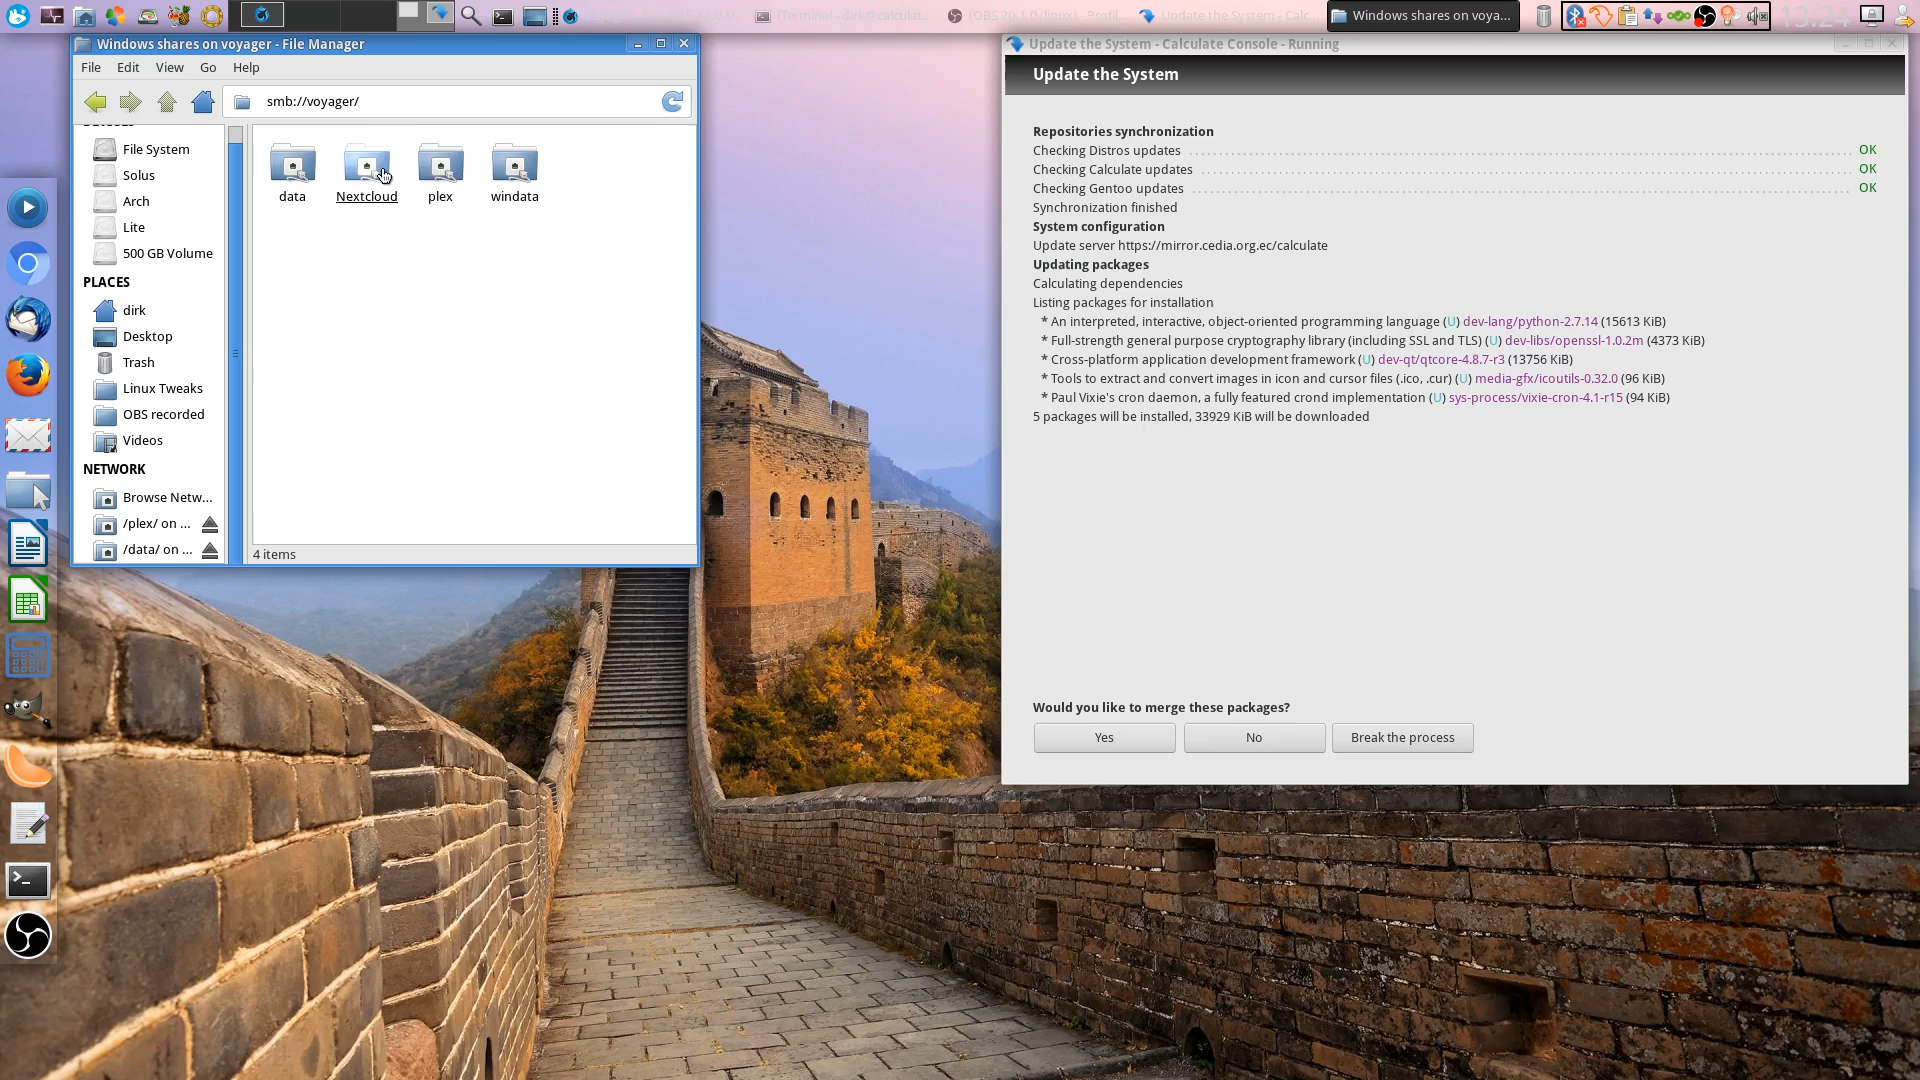 [Terminal - dirk@calculat...
Update the System - Calc...
Windows shares on voya...
13:24
Windows shares on voyager - File Manager
File Edit View Go Help
smb://voyager/
File System
Solus
Arch
Lite
500 GB Volume
PLACES
dirk
Desktop
Trash
Linux Tweaks
OBS recorded
Videos
NETWORK
Browse Netw...
/plex/ on ...
/data/ on ...
data
Nextcloud
plex
windata
4 items
Update the System - Calculate Console - Running
Update the System
Repositories synchronization
Checking Distros updates OK
Checking Calculate updates OK
Checking Gentoo updates OK
Synchronization finished
System configuration
Update server https://mirror.cedia.org.ec/calculate
Updating packages
Calculating dependencies
Listing packages for installation
* An interpreted, interactive, object-oriented programming language (U) dev-lang/python-2.7.14 (15613 KiB)
* Full-strength general purpose cryptography library (including SSL and TLS) (U) dev-libs/openssl-1.0.2m (4373 KiB)
* Cross-platform application development framework (U) dev-qt/qtcore-4.8.7-r3 (13756 KiB)
* Tools to extract and convert images in icon and cursor files (.ico, .cur) (U) media-gfx/icoutils-0.32.0 (96 KiB)
* Paul Vixie's cron daemon, a fully featured crond implementation (U) sys-process/vixie-cron-4.1-r15 (94 KiB)
5 packages will be installed, 33929 KiB will be downloaded
Would you like to merge these packages?
Yes
No
Break the process